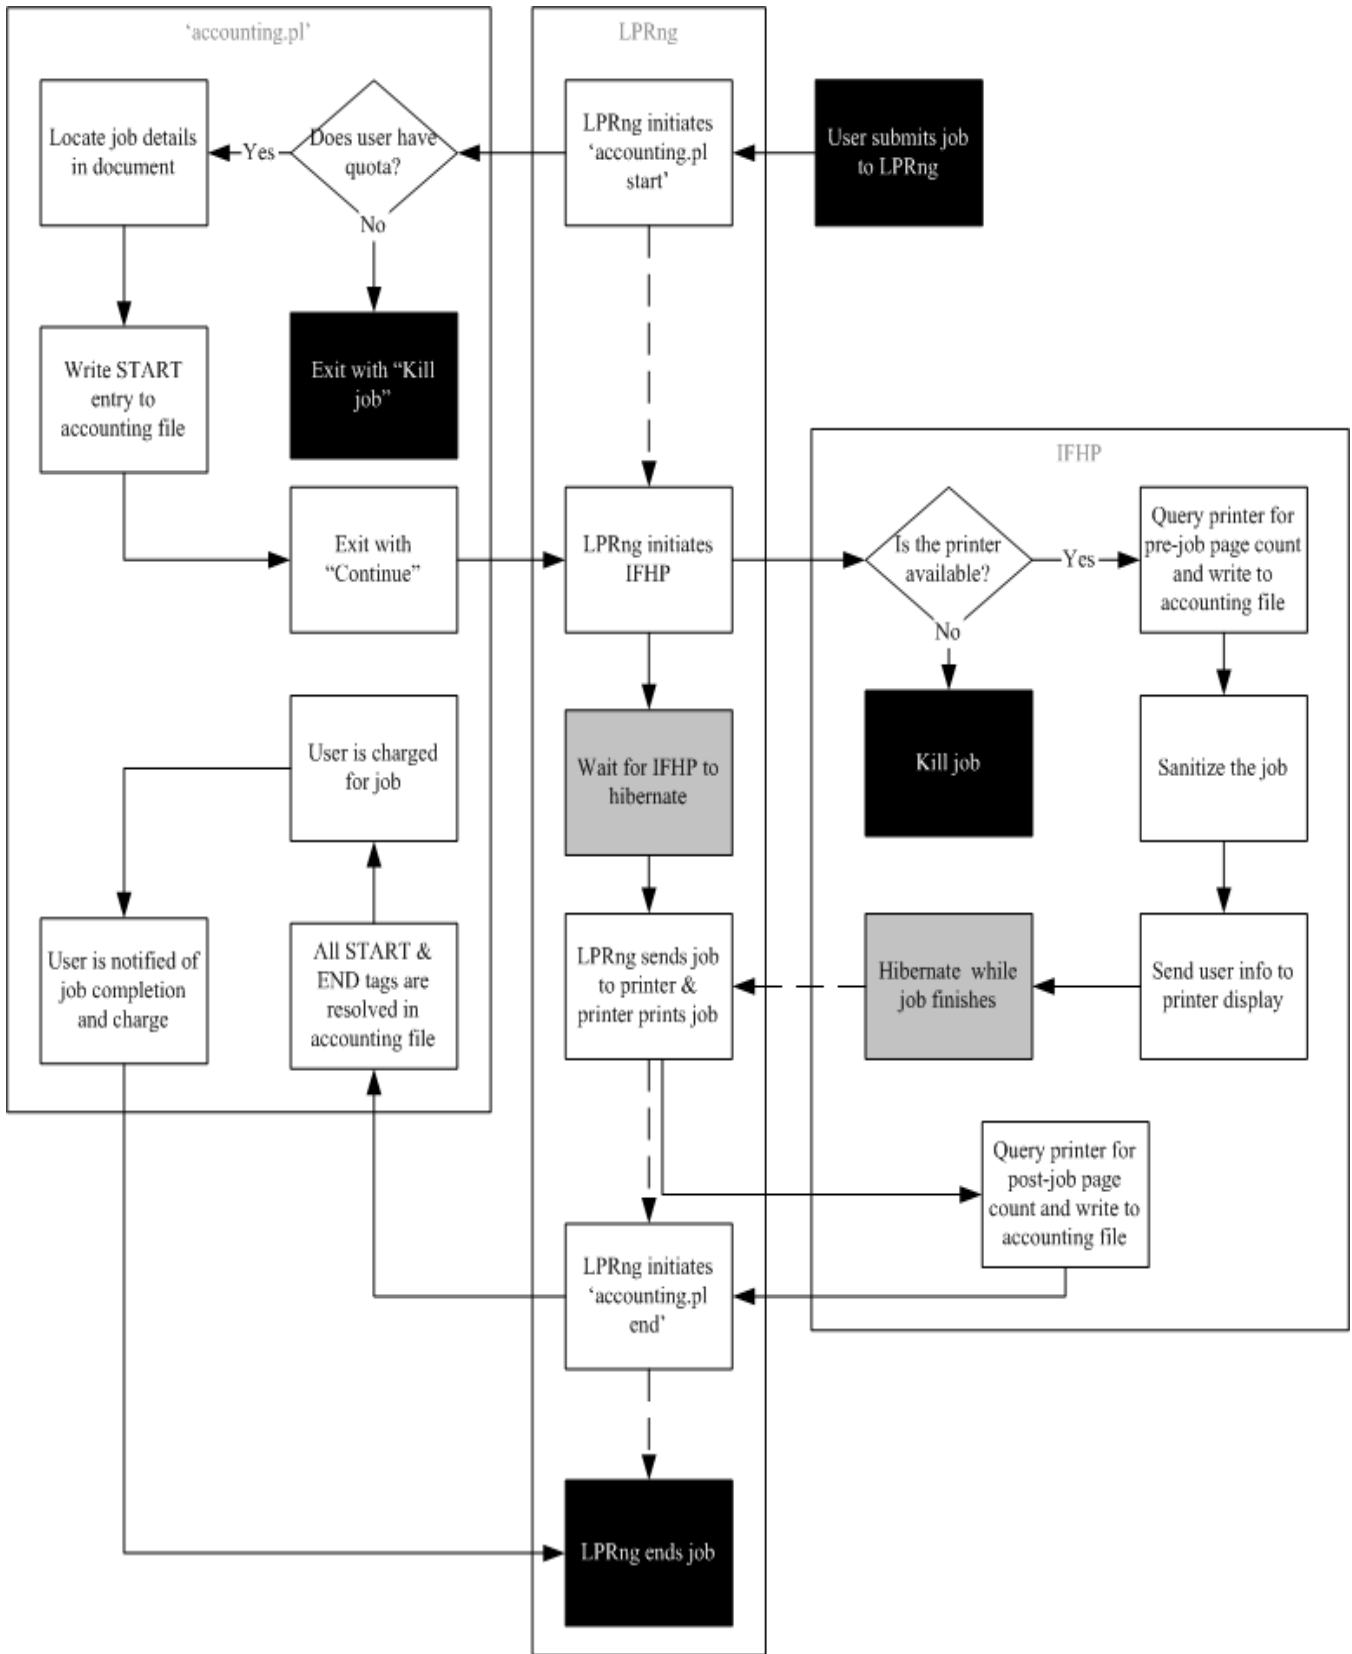 ‘accounting.pl’
LPRng
Locate job details
in document
Yes
Does user have
quota?
No
LPRng initiates
‘accounting.pl
start’
User submits job
to LPRng
Write START
entry to
accounting file
Exit with “Kill
job”
IFHP
Exit with
“Continue”
LPRng initiates
IFHP
Is the printer
available?
Yes
No
Query printer for
pre-job page count
and write to
accounting file
User is charged
for job
Wait for IFHP to
hibernate
Kill job
Sanitize the job
User is notified of
job completion
and charge
All START &
END tags are
resolved in
accounting file
LPRng sends job
to printer &
printer prints job
Hibernate while
job finishes
Send user info to
printer display
Query printer for
post-job page
count and write to
accounting file
LPRng initiates
‘accounting.pl
end’
LPRng ends job